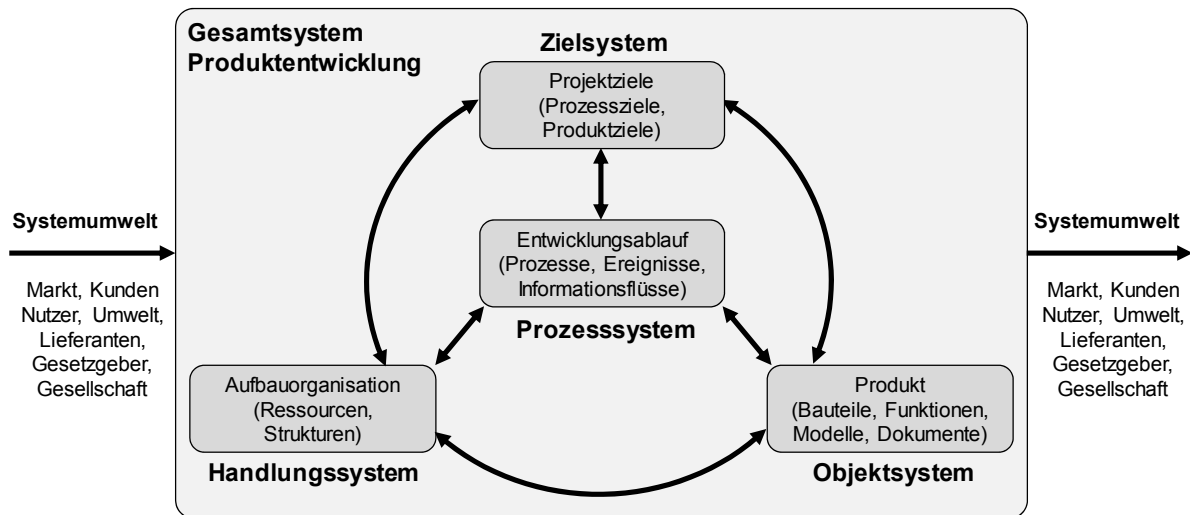 Gesamtsystem
Produktentwicklung
Zielsystem
Projektziele
(Prozessziele,
Produktziele)
Systemumwelt
Markt, Kunden
Nutzer, Umwelt,
Lieferanten,
Gesetzgeber,
Gesellschaft
Entwicklungsablauf
(Prozesse, Ereignisse,
Informationsflüsse)
Prozesssystem
Systemumwelt
Markt, Kunden
Nutzer, Umwelt,
Lieferanten,
Gesetzgeber,
Gesellschaft
Aufbauorganisation
(Ressourcen,
Strukturen)
Handlungssystem
Produkt
(Bauteile, Funktionen,
Modelle, Dokumente)
Objektsystem